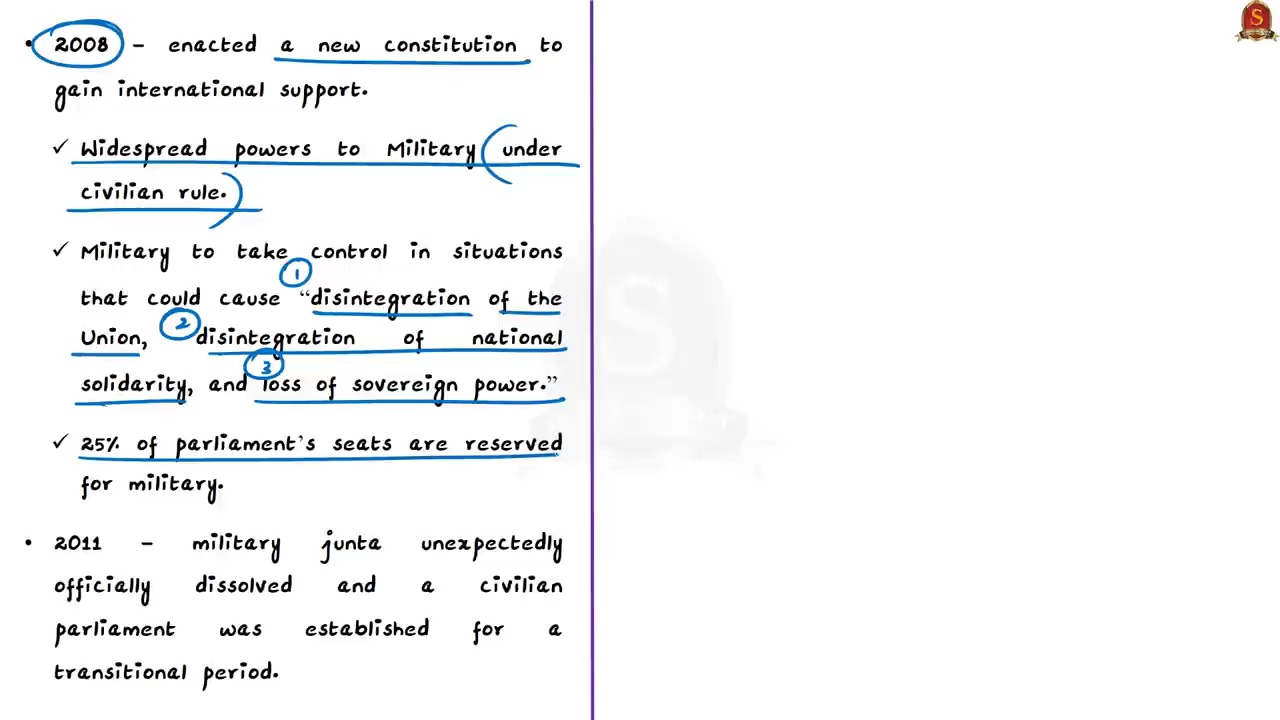 • 2008 – enacted a new constitution to
gain international support.
✓ Widespread powers to Military (under
civilian rule.)
✓ Military to take control in situations
1
that could cause “disintegration of the
Union, 2 disintegration of national
3
solidarity, and loss of sovereign power.”
✓ 25% of parliament's seats are reserved
for military.
• 2011 – military junta unexpectedly
officially dissolved and a civilian
parliament was established for a
transitional period.
S
S